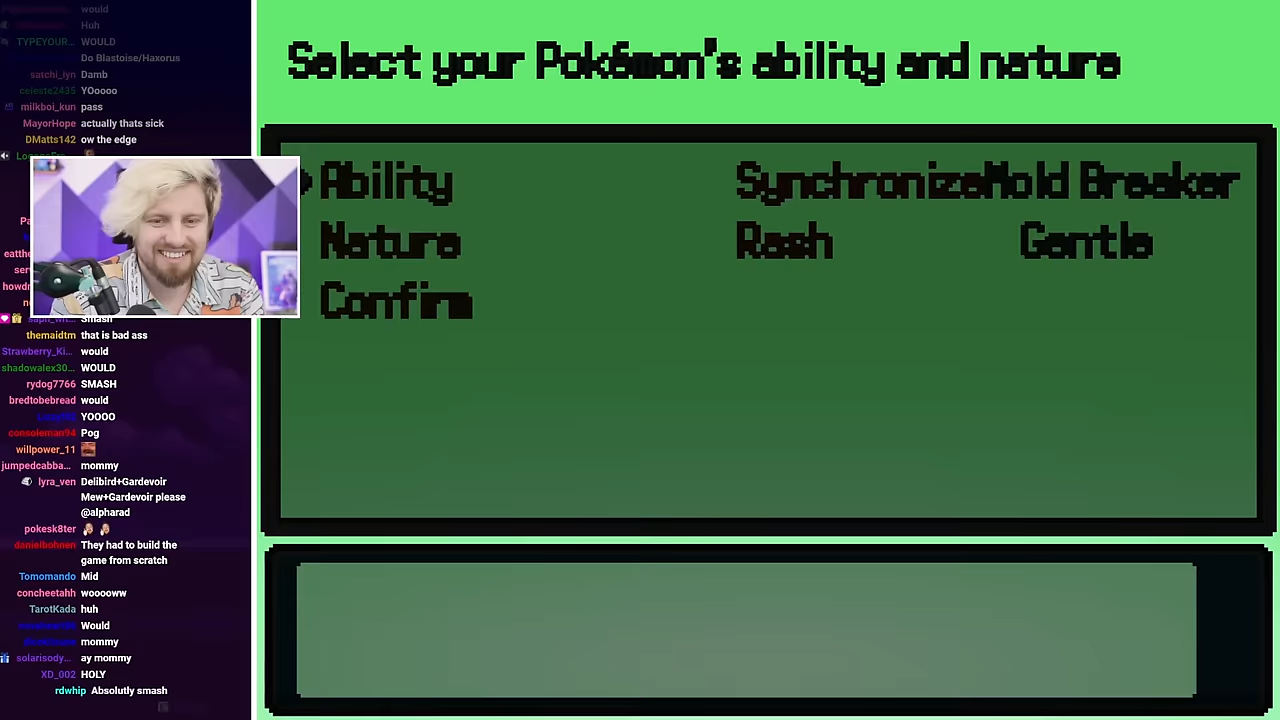 would
Huh
TYPEYOUR... WOULD
Do Blastoise/Haxorus
satchi_iyn Damb
celeste2435 YOoooo
milkboi_kun pass
MayorHope actually thats sick
DMatts142 ow the edge
Smash
themaidtm that is bad ass
Strawberry_Ki... would
shadowalex30... WOULD
rydog7766 SMASH
bredtobebread would
YOOOO
consoleman94 Pog
willpower_11
jumpedcabba... mommy
lyra_ven Delibird+Gardevoir
Mew+Gardevoir please
@alpharad
pokesk8ter
danielbohnen They had to build the
game from scratch
Tomomando Mid
concheetahh wooooww
TarotKada huh
Would
mommy
solarisody... ay mommy
XD_002 HOLY
rdwhip Absolutly smash
Select your Pokémon's ability and nature
Ability Synchronize Mold Breaker
Nature Rash Gentle
Confirm